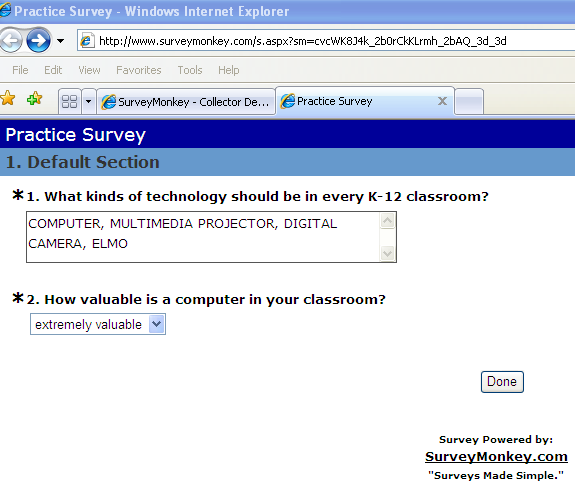 Practice Survey - Windows Internet Explorer
http://www.surveymonkey.com/s.aspx?sm=cvcWK8J4k_2b0rCkKLrmh_2bAQ_3d_3d
File Edit View Favorites Tools Help
SurveyMonkey - Collector De... Practice Survey X
Practice Survey
1. Default Section
*1. What kinds of technology should be in every K-12 classroom?
COMPUTER, MULTIMEDIA PROJECTOR, DIGITAL
CAMERA, ELMO
*2. How valuable is a computer in your classroom?
extremely valuable
Done
Survey Powered by:
SurveyMonkey.com
"Surveys Made Simple."